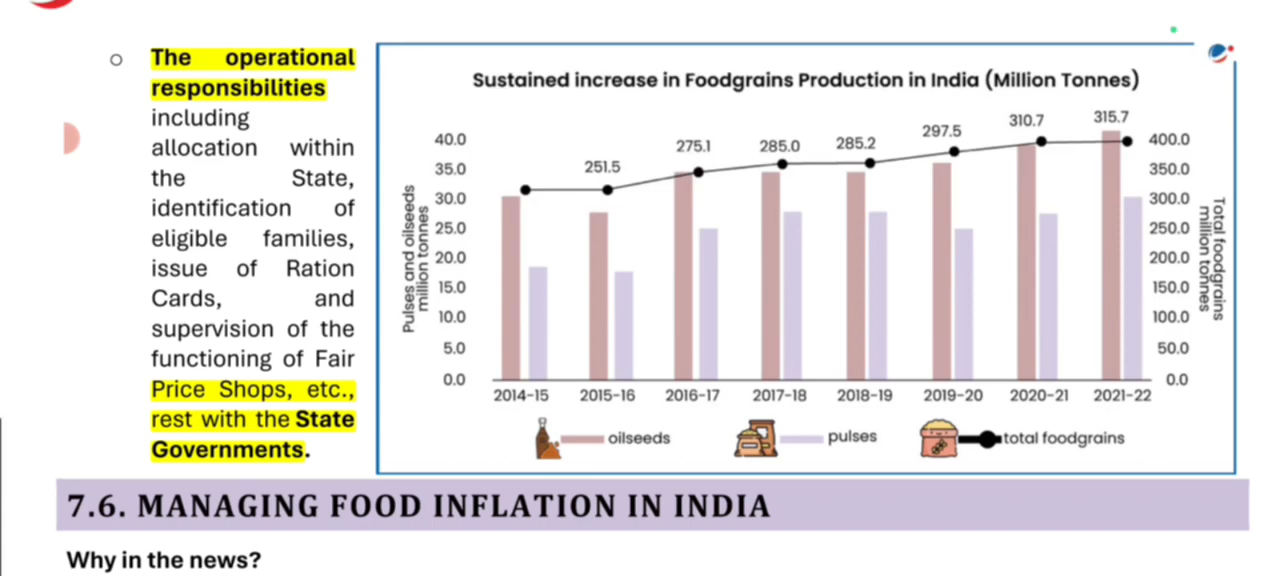 ○ The operational
responsibilities
including
allocation within
the State,
identification of
eligible families,
issue of Ration
Cards, and
supervision of the
functioning of Fair
Price Shops, etc.,
rest with the State
Governments.
Sustained increase in Foodgrains Production in India (Million Tonnes)
Pulses and oilseeds
million tonnes
40.0
35.0
30.0
25.0
20.0
15.0
10.0
5.0
0.0
251.5
275.1
285.0
285.2
297.5
310.7
315.7
400.0
350.0
300.0
250.0
200.0
150.0
100.0
50.0
0.0
Total foodgrains
million tonnes
2014-15 2015-16 2016-17 2017-18 2018-19 2019-20 2020-21 2021-22
oilseeds pulses total foodgrains
7.6. MANAGING FOOD INFLATION IN INDIA
Why in the news?